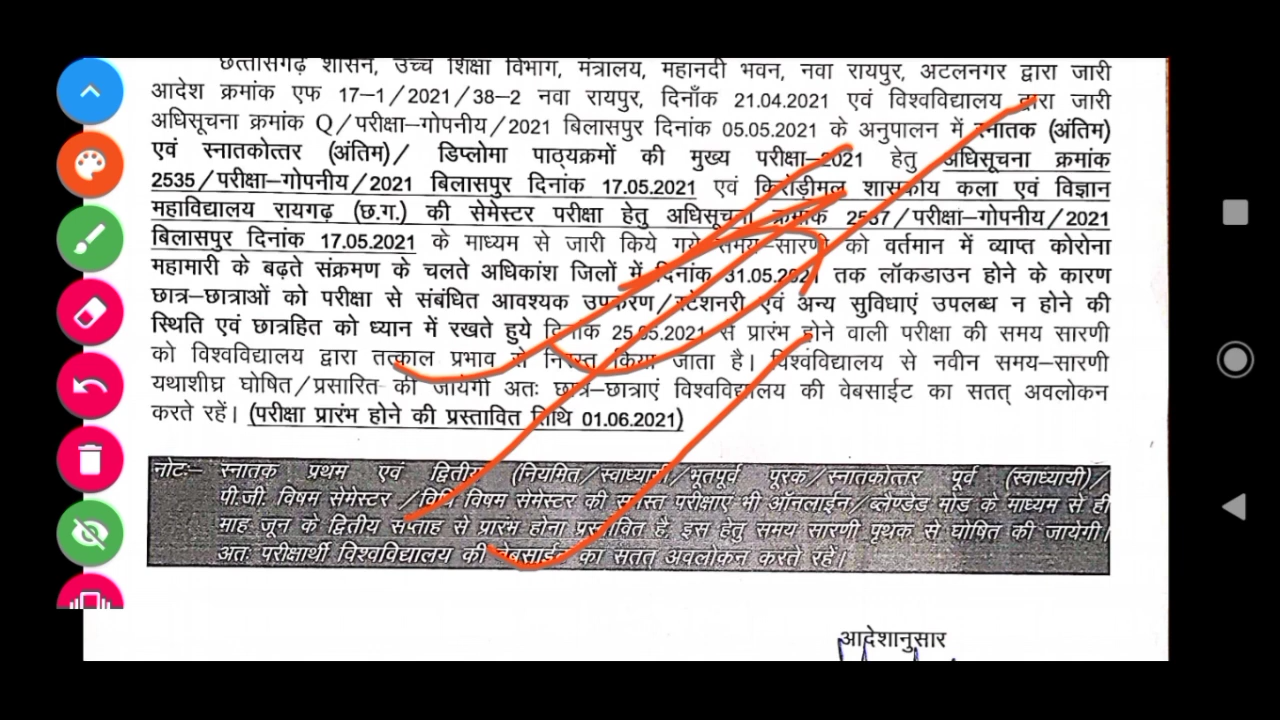 छत्तीसगढ़ शासन, उच्च शिक्षा विभाग, मंत्रालय, महानदी भवन, नवा रायपुर, अटलनगर द्वारा जारी
आदेश क्रमांक एफ 17–1/2021/38–2 नवा रायपुर, दिनाँक 21.04.2021 एवं विश्वविद्यालय द्वारा जारी
अधिसूचना क्रमांक Q/परीक्षा–गोपनीय/2021 बिलासपुर दिनांक 05.05.2021 के अनुपालन में स्नातक (अंतिम)
एवं स्नातकोत्तर (अंतिम)/ डिप्लोमा पाठ्यक्रमों की मुख्य परीक्षा–2021 हेतु अधिसूचना क्रमांक
2535/परीक्षा–गोपनीय/2021 बिलासपुर दिनांक 17.05.2021 एवं किरोड़ीमल शासकीय कला एवं विज्ञान
महाविद्यालय रायगढ़ (छ.ग.) की सेमेस्टर परीक्षा हेतु अधिसूचना क्रमांक 2537/परीक्षा–गोपनीय/2021
बिलासपुर दिनांक 17.05.2021 के माध्यम से जारी किये गये समय–सारणी को वर्तमान में व्याप्त कोरोना
महामारी के बढ़ते संक्रमण के चलते अधिकांश जिलों में दिनांक 31.05.2021 तक लॉकडाउन होने के कारण
छात्र–छात्राओं को परीक्षा से संबंधित आवश्यक उपकरण/स्टेशनरी एवं अन्य सुविधाएं उपलब्ध न होने की
स्थिति एवं छात्रहित को ध्यान में रखते हुये दिनांक 25.05.2021 से प्रारंभ होने वाली परीक्षा की समय सारणी
को विश्वविद्यालय द्वारा तत्काल प्रभाव से निरस्त किया जाता है। विश्वविद्यालय से नवीन समय–सारणी
यथाशीघ्र घोषित/प्रसारित की जायेगी अतः छात्र–छात्राएं विश्वविद्यालय की वेबसाईट का सतत् अवलोकन
करते रहें। (परीक्षा प्रारंभ होने की प्रस्तावित तिथि 01.06.2021)
नोटः– स्नातक प्रथम एवं द्वितीय (नियमित/स्वाध्यायी/भूतपूर्व पूरक/स्नातकोत्तर पूर्व (स्वाध्यायी)/
पी.जी. विषम सेमेस्टर /विधि विषम सेमेस्टर की समस्त परीक्षाएं भी ऑनलाईन/ब्लैण्डेड मोड के माध्यम से ही
माह जून के द्वितीय सप्ताह से प्रारंभ होना प्रस्तावित है, इस हेतु समय सारणी पृथक से घोषित की जायेगी।
अतः परीक्षार्थी विश्वविद्यालय की वेबसाईट का सतत् अवलोकन करते रहें।
आदेशानुसार